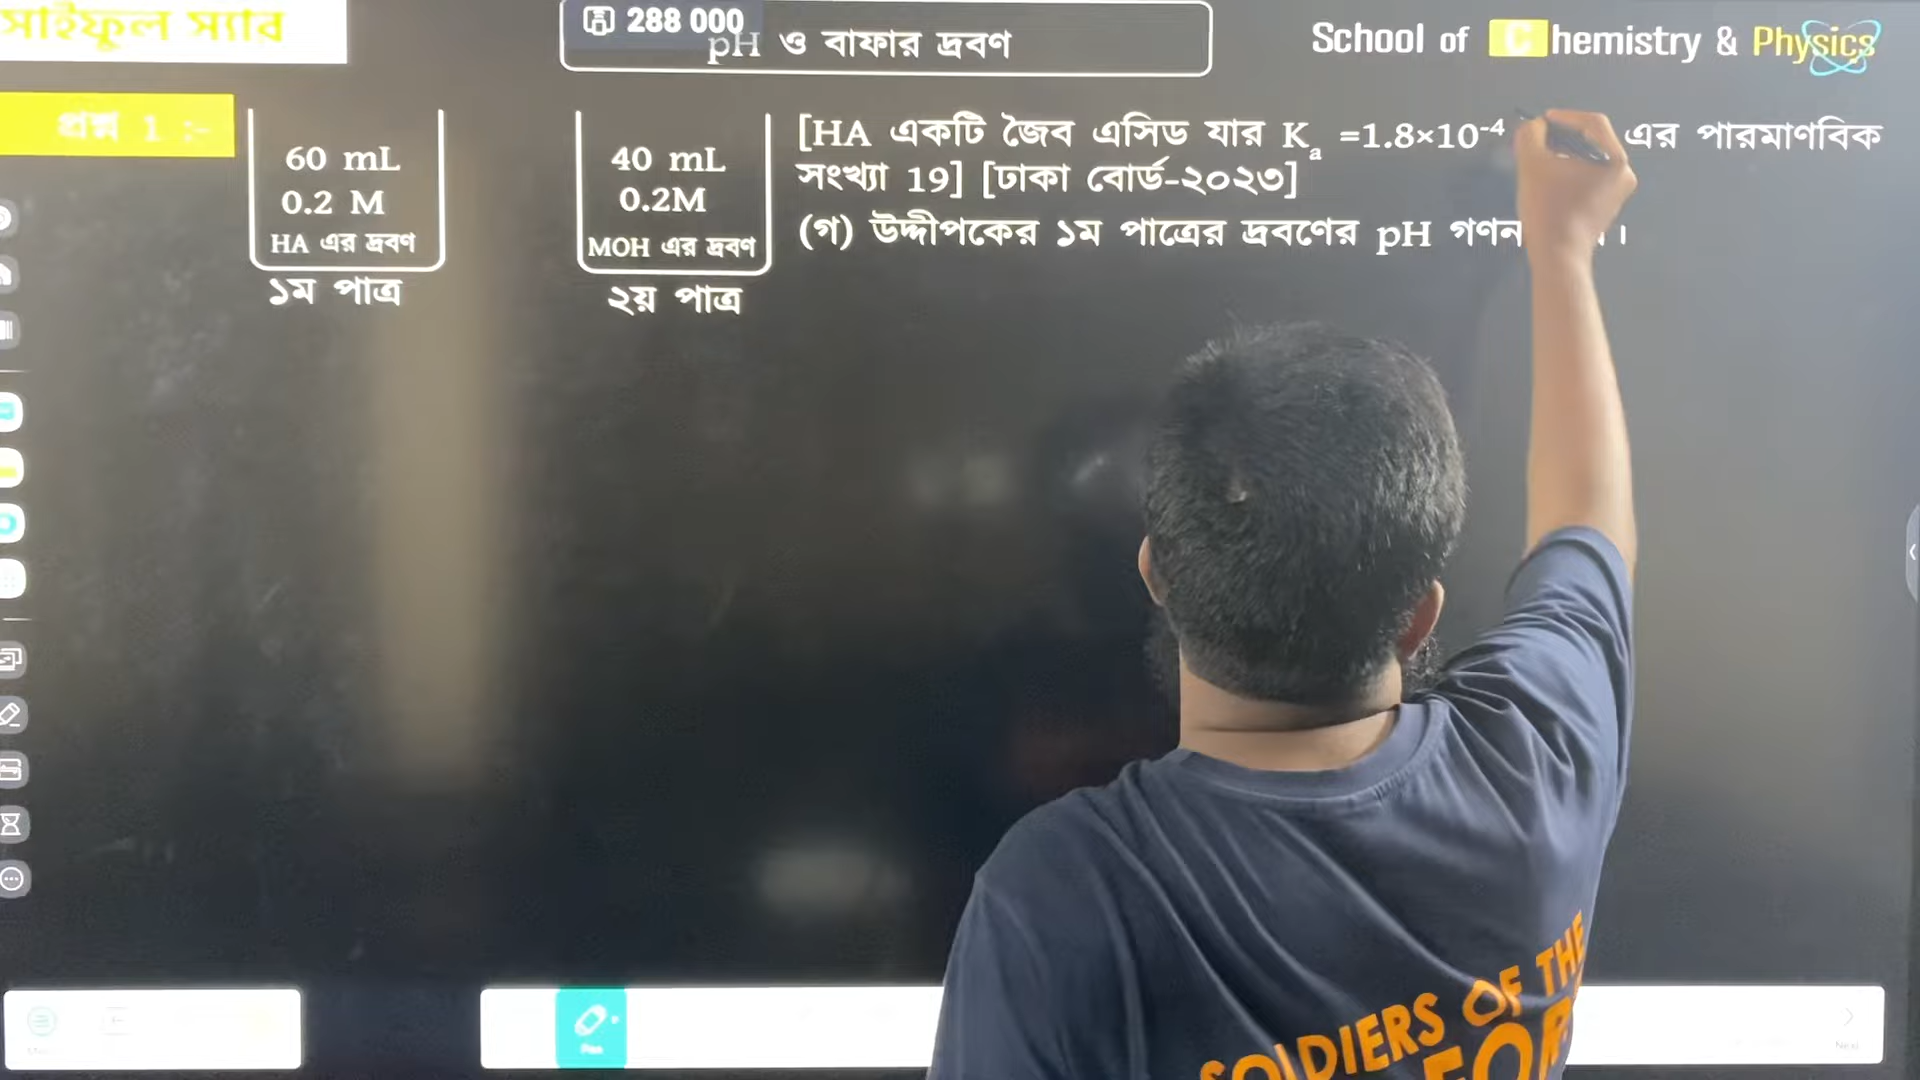 সাইফুল স্যার
288 000
pH ও বাফার দ্রবণ
School of Chemistry & Physics
প্রশ্ন 1 :-
60 mL
0.2 M
HA এর দ্রবণ
১ম পাত্র
40 mL
0.2M
MOH এর দ্রবণ
২য় পাত্র
[HA একটি জৈব এসিড যার Ka =1.8×10-4 এর পারমাণবিক
সংখ্যা 19] [ঢাকা বোর্ড-২০২৩]
(গ) উদ্দীপকের ১ম পাত্রের দ্রবণের pH
Pen
Next
SOLDIERS OF THE